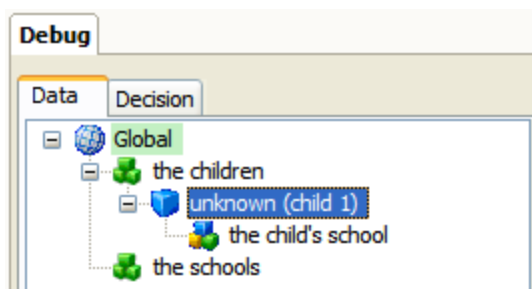 Debug
Data Decision
Global
the children
unknown (child 1)
the child's school
the schools